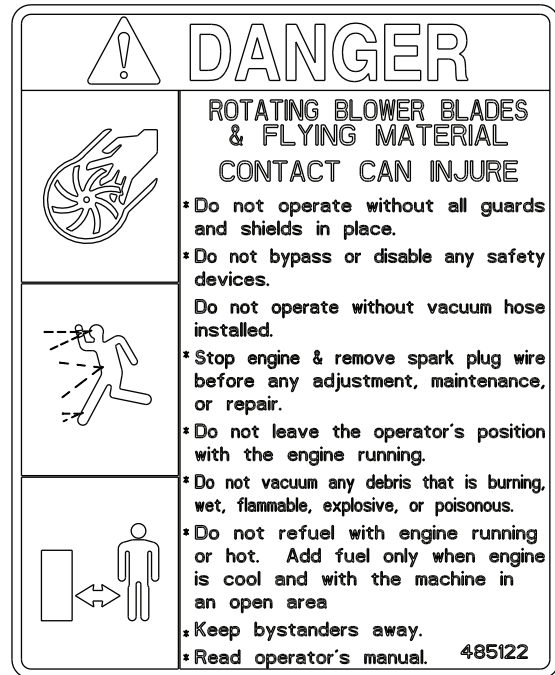 DANGER
ROTATING BLOWER BLADES
& FLYING MATERIAL
CONTACT CAN INJURE
* Do not operate without all guards
and shields in place.
* Do not bypass or disable any safety
devices.
Do not operate without vacuum hose
installed.
* Stop engine & remove spark plug wire
before any adjustment, maintenance,
or repair.
* Do not leave the operator's position
with the engine running.
* Do not vacuum any debris that is burning,
wet, flammable, explosive, or poisonous.
* Do not refuel with engine running
or hot. Add fuel only when engine
is cool and with the machine in
an open area
* Keep bystanders away.
* Read operator's manual. 485122